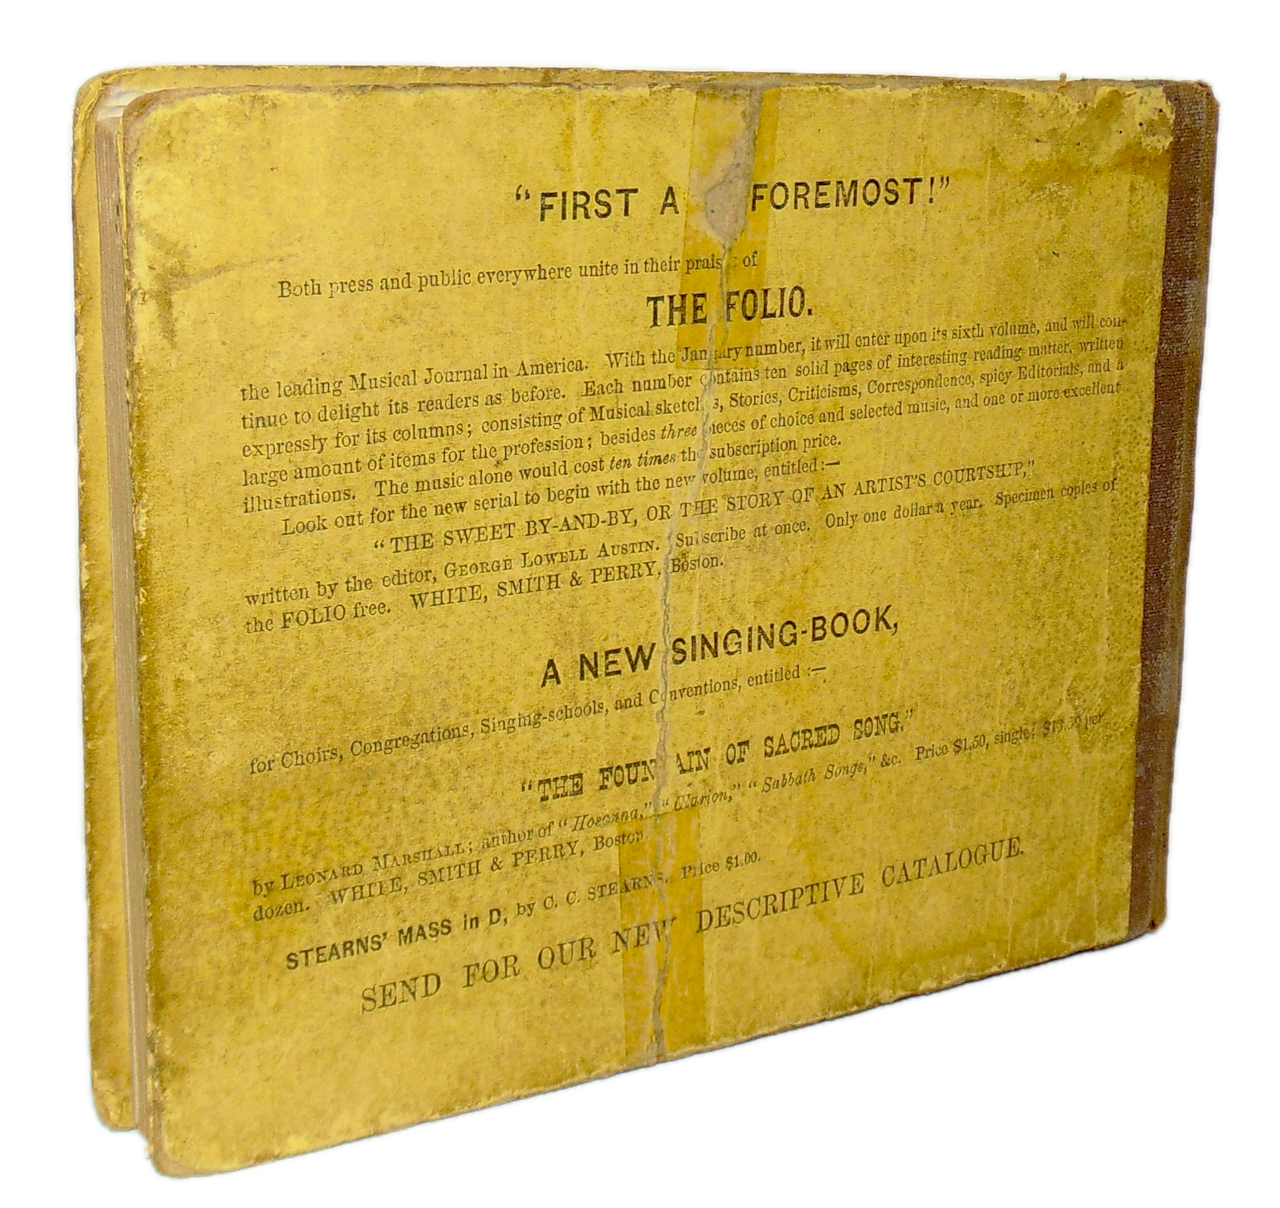 "FIRST A FOREMOST!"
Both press and public everywhere unite in their prais of
THE FOLIO.
the leading Musical Journal in America. With the January number, it will enter upon its sixth volume, and will con-
tinue to delight its readers as before. Each number contains ten solid pages of interesting reading matter, written
expressly for its columns; consisting of Musical sketches, Stories, Criticisms, Correspondence, spicy Editorials, and a
large amount of items for the profession; besides three pieces of choice and selected music, and one or more excellent
illustrations. The music alone would cost ten times the subscription price.
Look out for the new serial to begin with the new volume, entitled:—
"THE SWEET BY-AND-BY, OR THE STORY OF AN ARTIST'S COURTSHIP,"
written by the editor, GEORGE LOWELL AUSTIN. Subscribe at once. Only one dollar a year. Specimen copies of
the FOLIO free. WHITE, SMITH & PERRY, Boston.
A NEW SINGING-BOOK,
for Choirs, Congregations, Singing-schools, and Conventions, entitled :—
"THE FOUNTAIN OF SACRED SONG."
by LEONARD MARSHALL; author of "Hosanna," "Clarion," "Sabbath Songs," &c. Price $1.50, single; $13.50 per
dozen. WHITE, SMITH & PERRY, Boston.
STEARNS' MASS in D, by C. C. STEARNS. Price $1.00.
SEND FOR OUR NEW DESCRIPTIVE CATALOGUE.